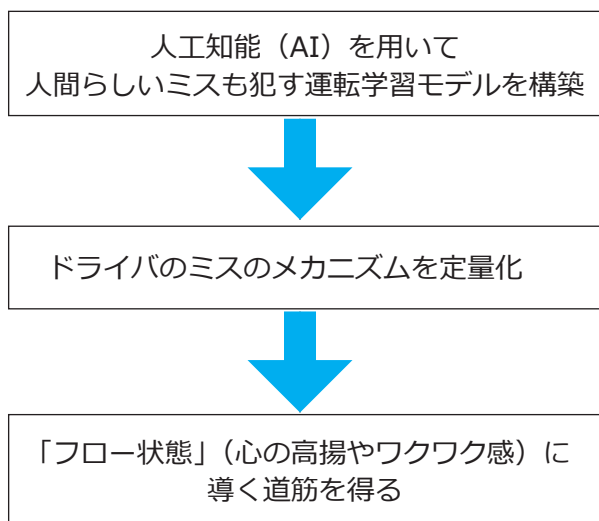 人工知能（AI）を用いて
人間らしいミスも犯す運転学習モデルを構築
ドライバのミスのメカニズムを定量化
「フロー状態」（心の高揚やワクワク感）に
導く道筋を得る